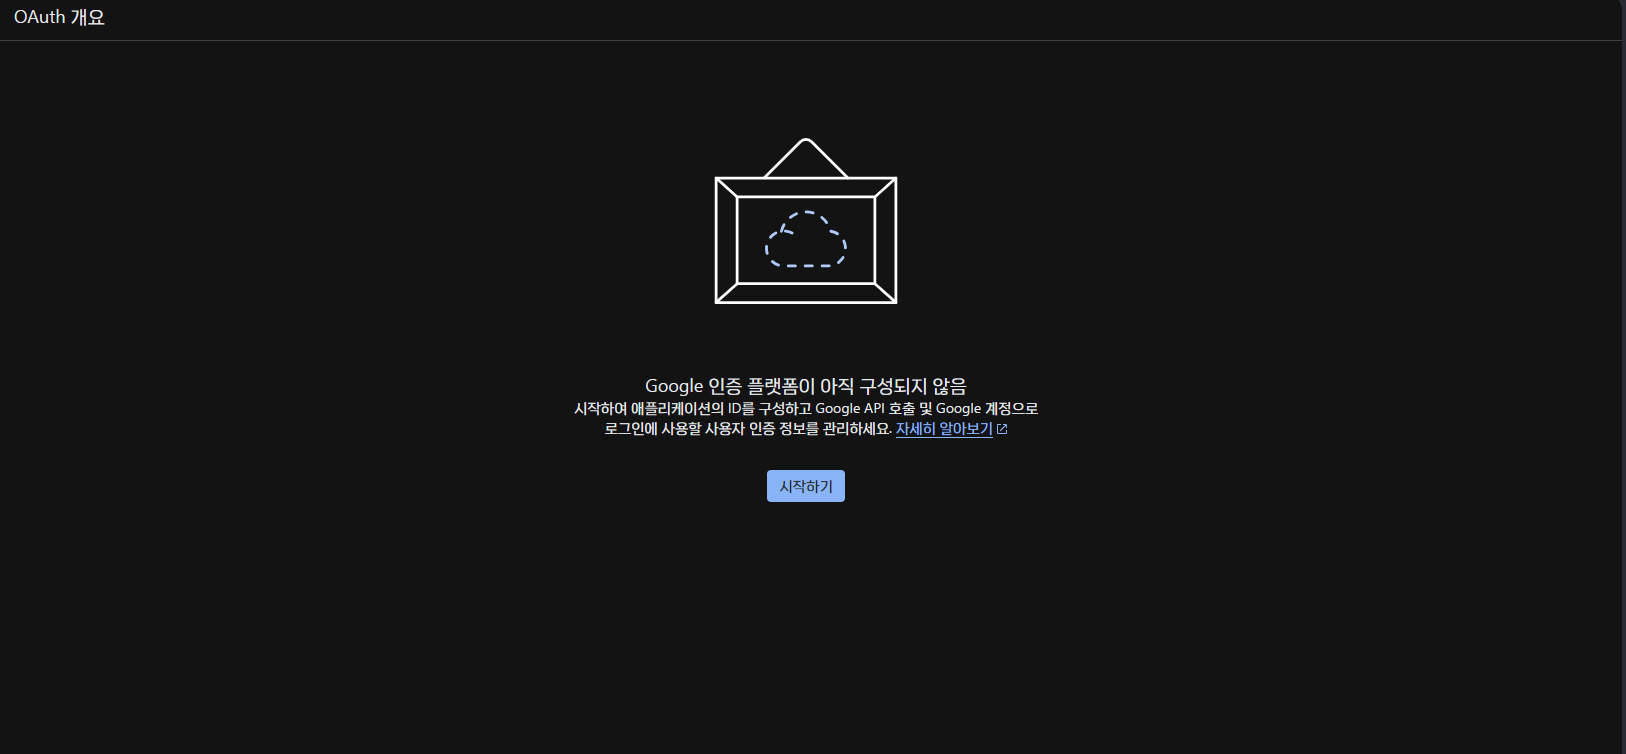 OAuth 개요
Google 인증 플랫폼이 아직 구성되지 않음
시작하여 애플리케이션의 ID를 구성하고 Google API 호출 및 Google 계정으로
로그인에 사용할 사용자 인증 정보를 관리하세요. 자세히 알아보기
시작하기